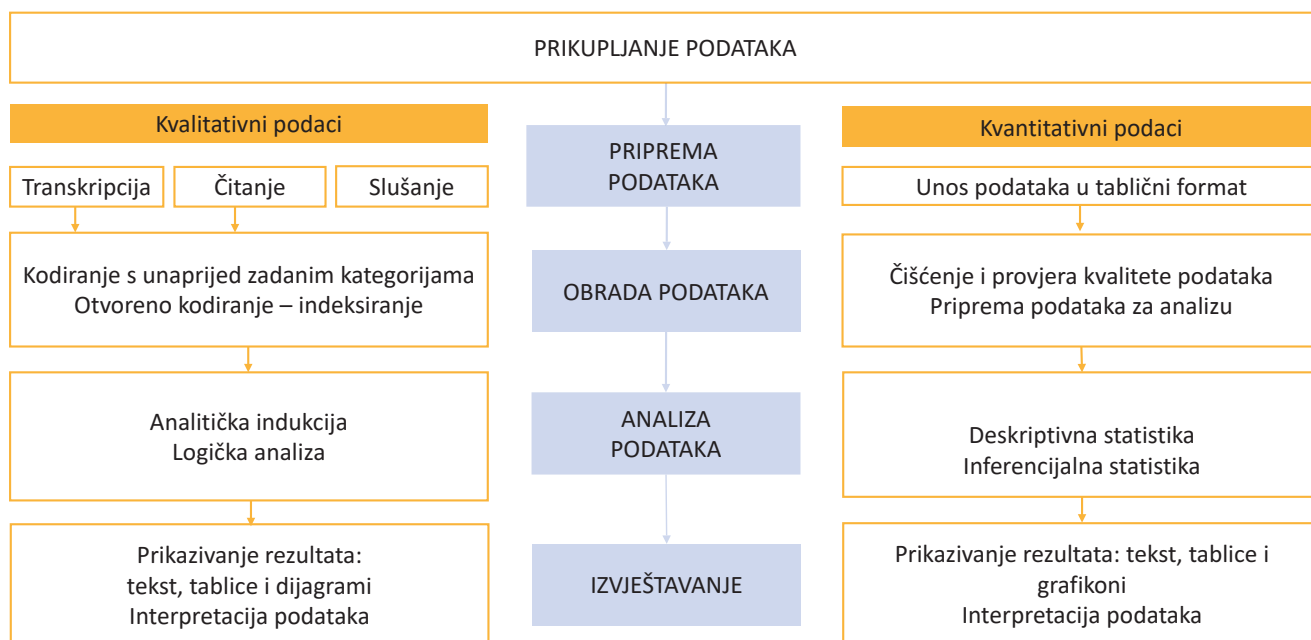 PRIKUPLJANJE PODATAKA
Kvalitativni podaci
Transkripcija
Čitanje
Slušanje
Kodiranje s unaprijed zadanim kategorijama
Otvoreno kodiranje – indeksiranje
Analitička indukcija
Logička analiza
Prikazivanje rezultata:
tekst, tablice i dijagrami
Interpretacija podataka
PRIPREMA
PODATAKA
OBRADA PODATAKA
ANALIZA
PODATAKA
IZVJEŠTAVANJE
Kvantitativni podaci
Unos podataka u tablični format
Čišćenje i provjera kvalitete podataka
Priprema podataka za analizu
Deskriptivna statistika
Inferencijalna statistika
Prikazivanje rezultata: tekst, tablice i
grafikoni
Interpretacija podataka